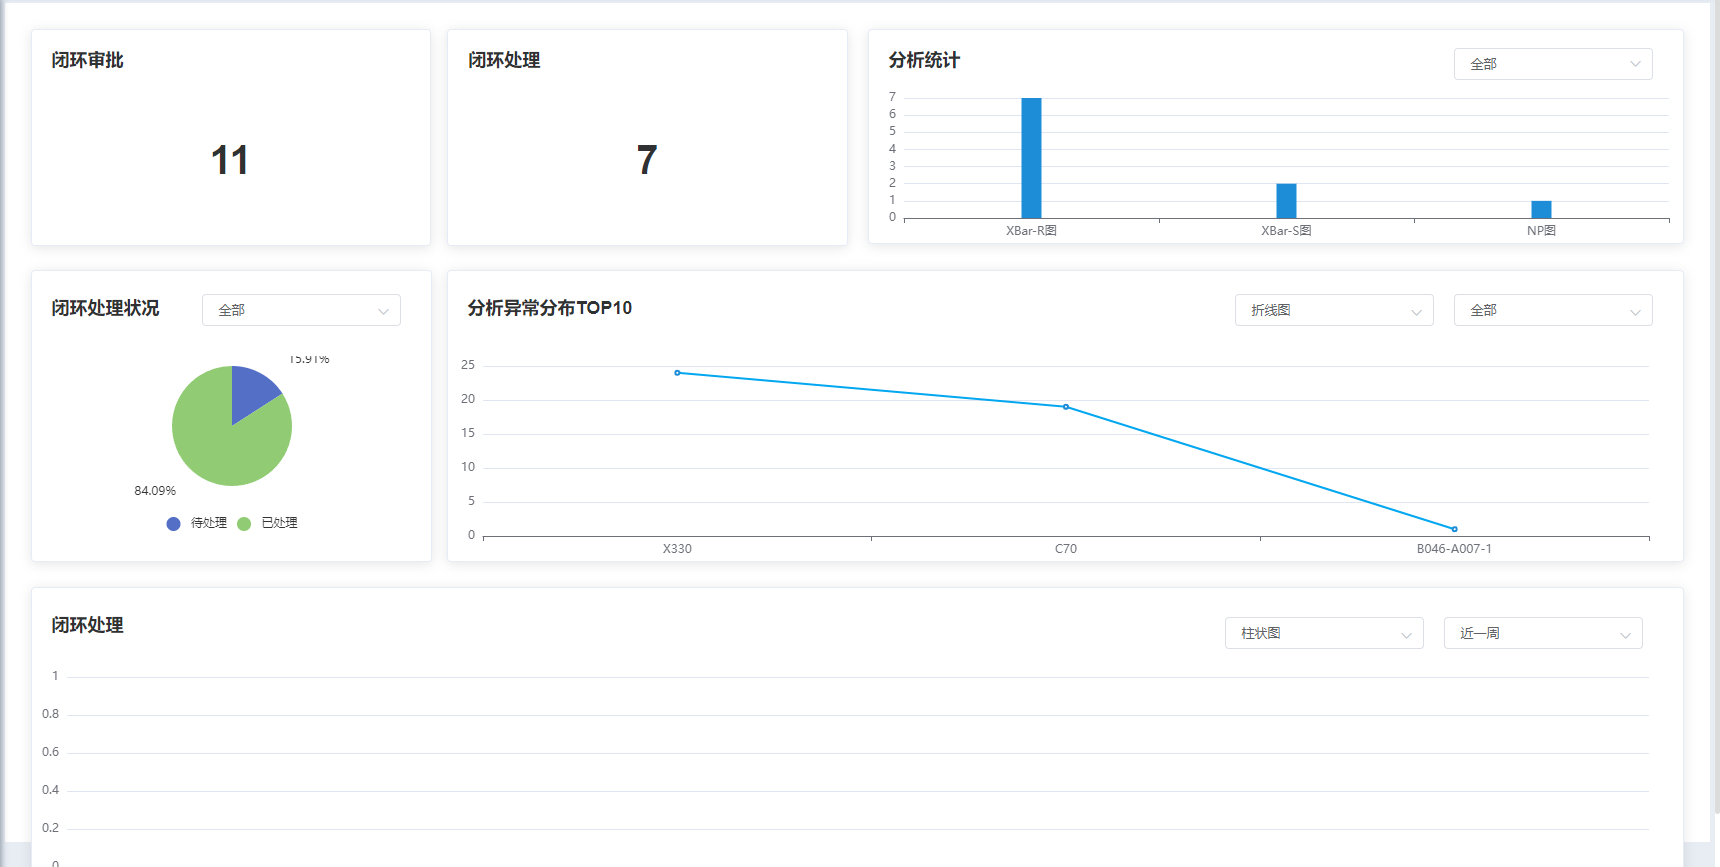 闭环审批
11
闭环处理
7
分析统计
全部
7
6
5
4
3
2
1
0
XBar-R图
XBar-S图
NP图
闭环处理状况
全部
15.91%
84.09%
待处理
已处理
分析异常分布TOP10
折线图
全部
25
20
15
10
5
0
X330
C70
B046-A007-1
闭环处理
柱状图
近一周
1
0.8
0.6
0.4
0.2
0